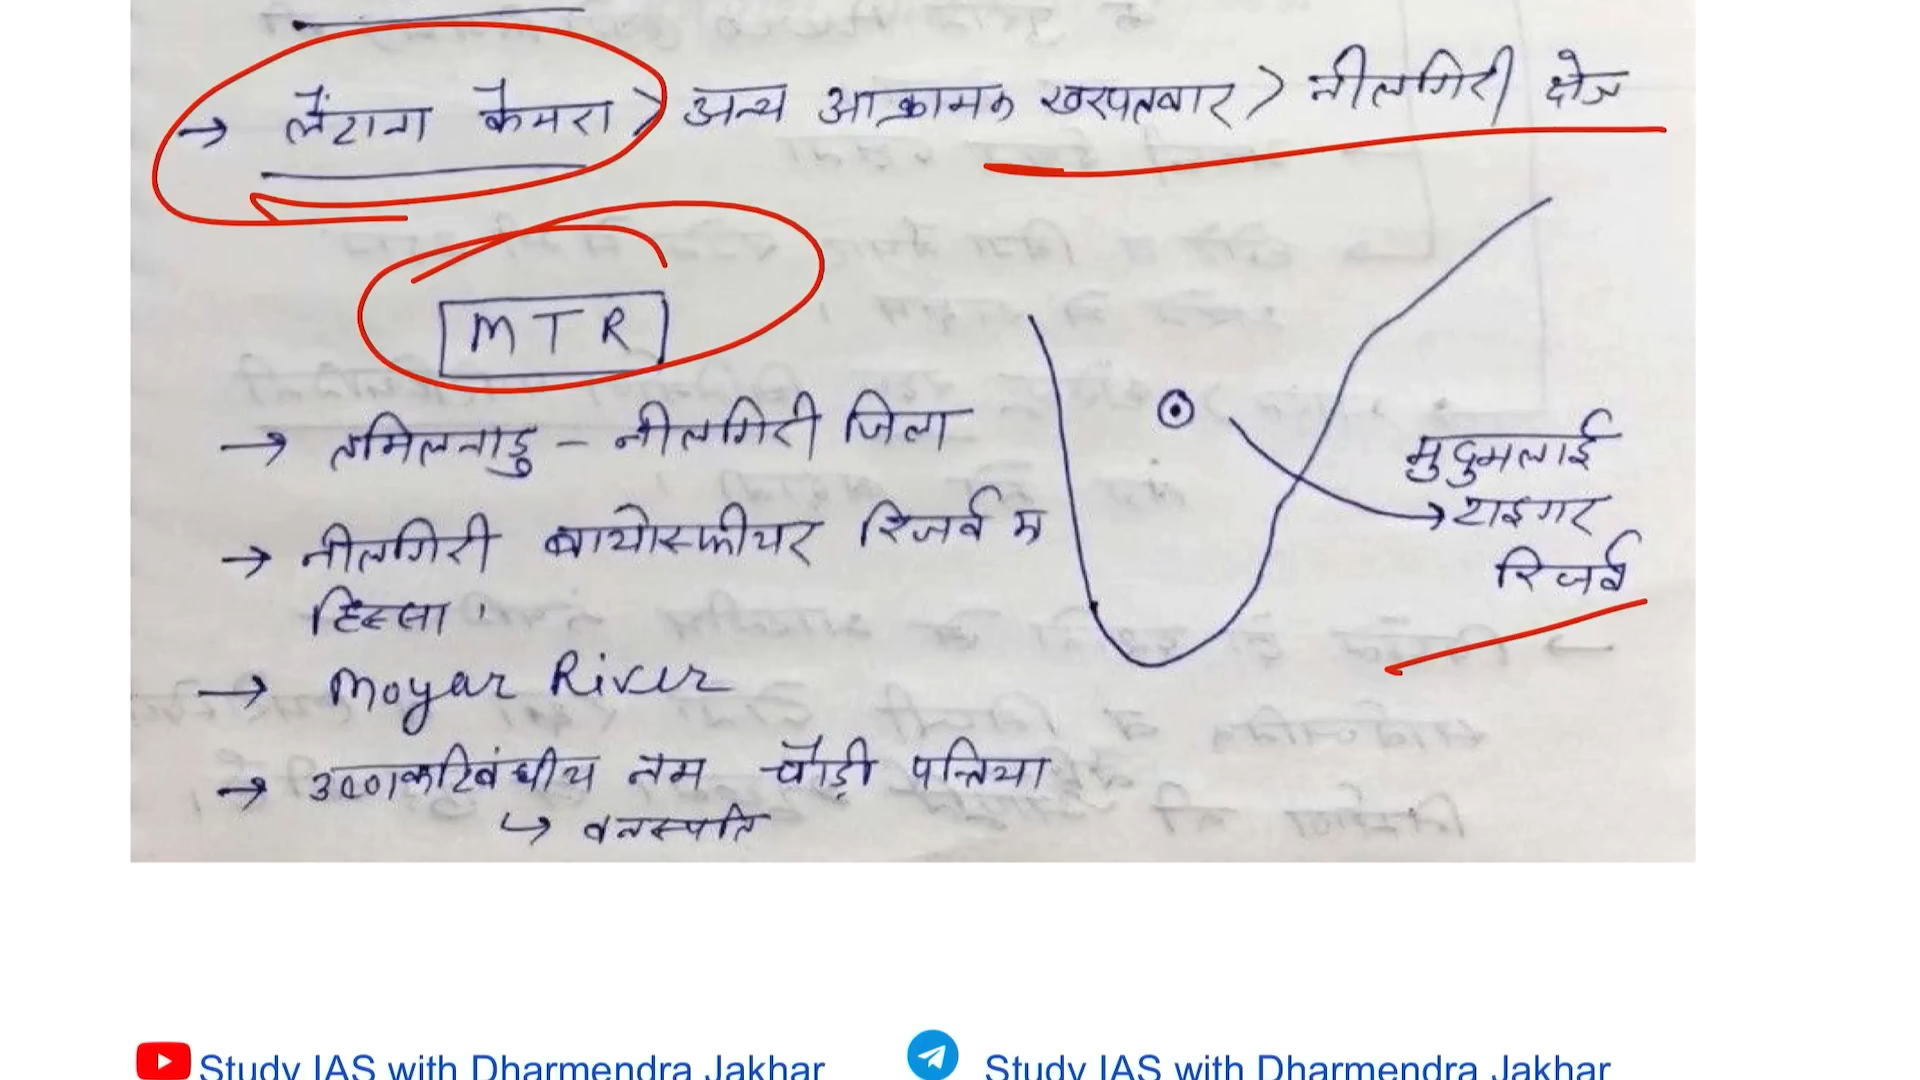 → लैंटाना कैमरा > अन्य आक्रामक खरपतवार > नीलगिरी क्षेत्र
MTR
→ तमिलनाडु – नीलगिरी जिला
→ नीलगिरी बायोस्फीयर रिजर्व म
हिस्सा '
→ Moyar River
→ उष्णकटिबंधीय नम चौड़ी पत्तिया
↳ वनस्पति
मुदुमलाई
→ टाइगर
रिजर्व
Study IAS with Dharmendra Jakhar
Study IAS with Dharmendra Jakhar